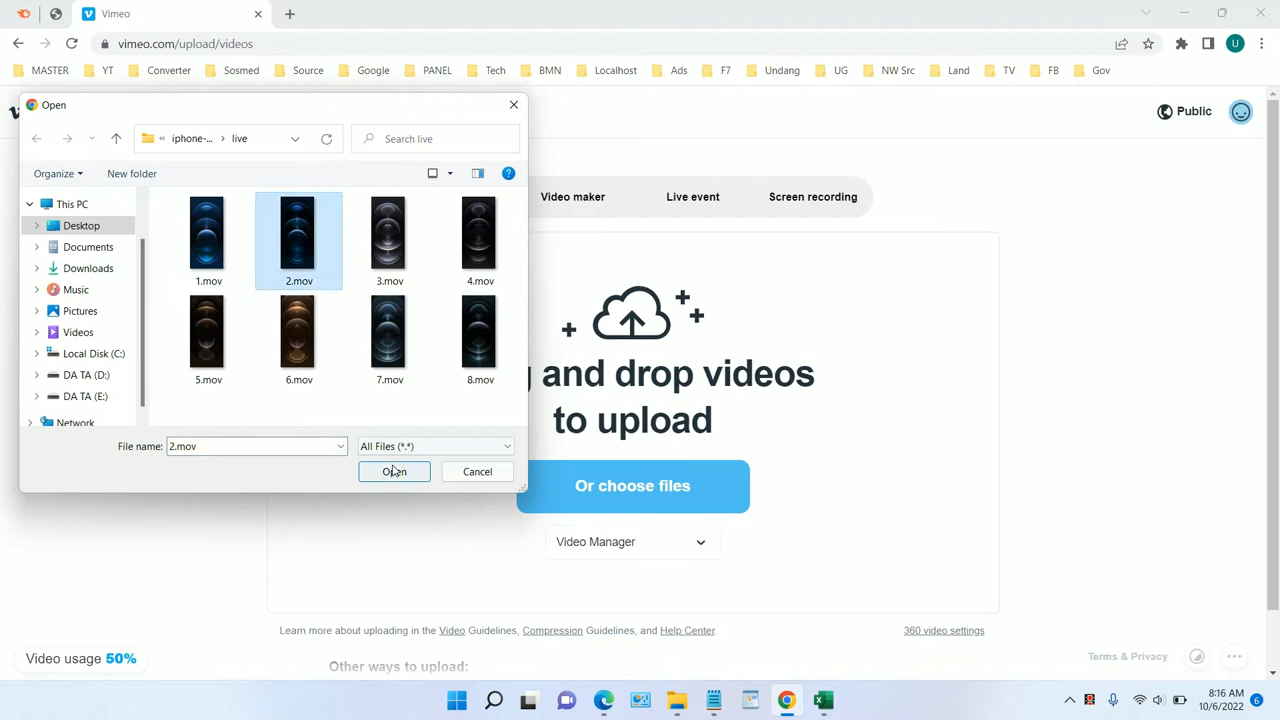 Vimeo
vimeo.com/upload/videos
U
MASTER YT Converter Sosmed Source Google PANEL Tech BMN Localhost Ads F7 Undang UG NW Src Land TV FB Gov
Open
« iphone-... › live
Search live
Public
Organize
New folder
Video maker
Live event
Screen recording
This PC
Desktop
Documents
Downloads
Music
Pictures
Videos
Local Disk (C:)
DA TA (D:)
DA TA (E:)
Network
1.mov 2.mov 3.mov 4.mov
5.mov 6.mov 7.mov 8.mov
File name: 2.mov
All Files (*.*)
Open
Cancel
and drop videos
to upload
Or choose files
Video Manager
Learn more about uploading in the Video Guidelines, Compression Guidelines, and Help Center.
360 video settings
Video usage 50%
Other ways to upload:
Terms & Privacy
8:16 AM
10/6/2022
6